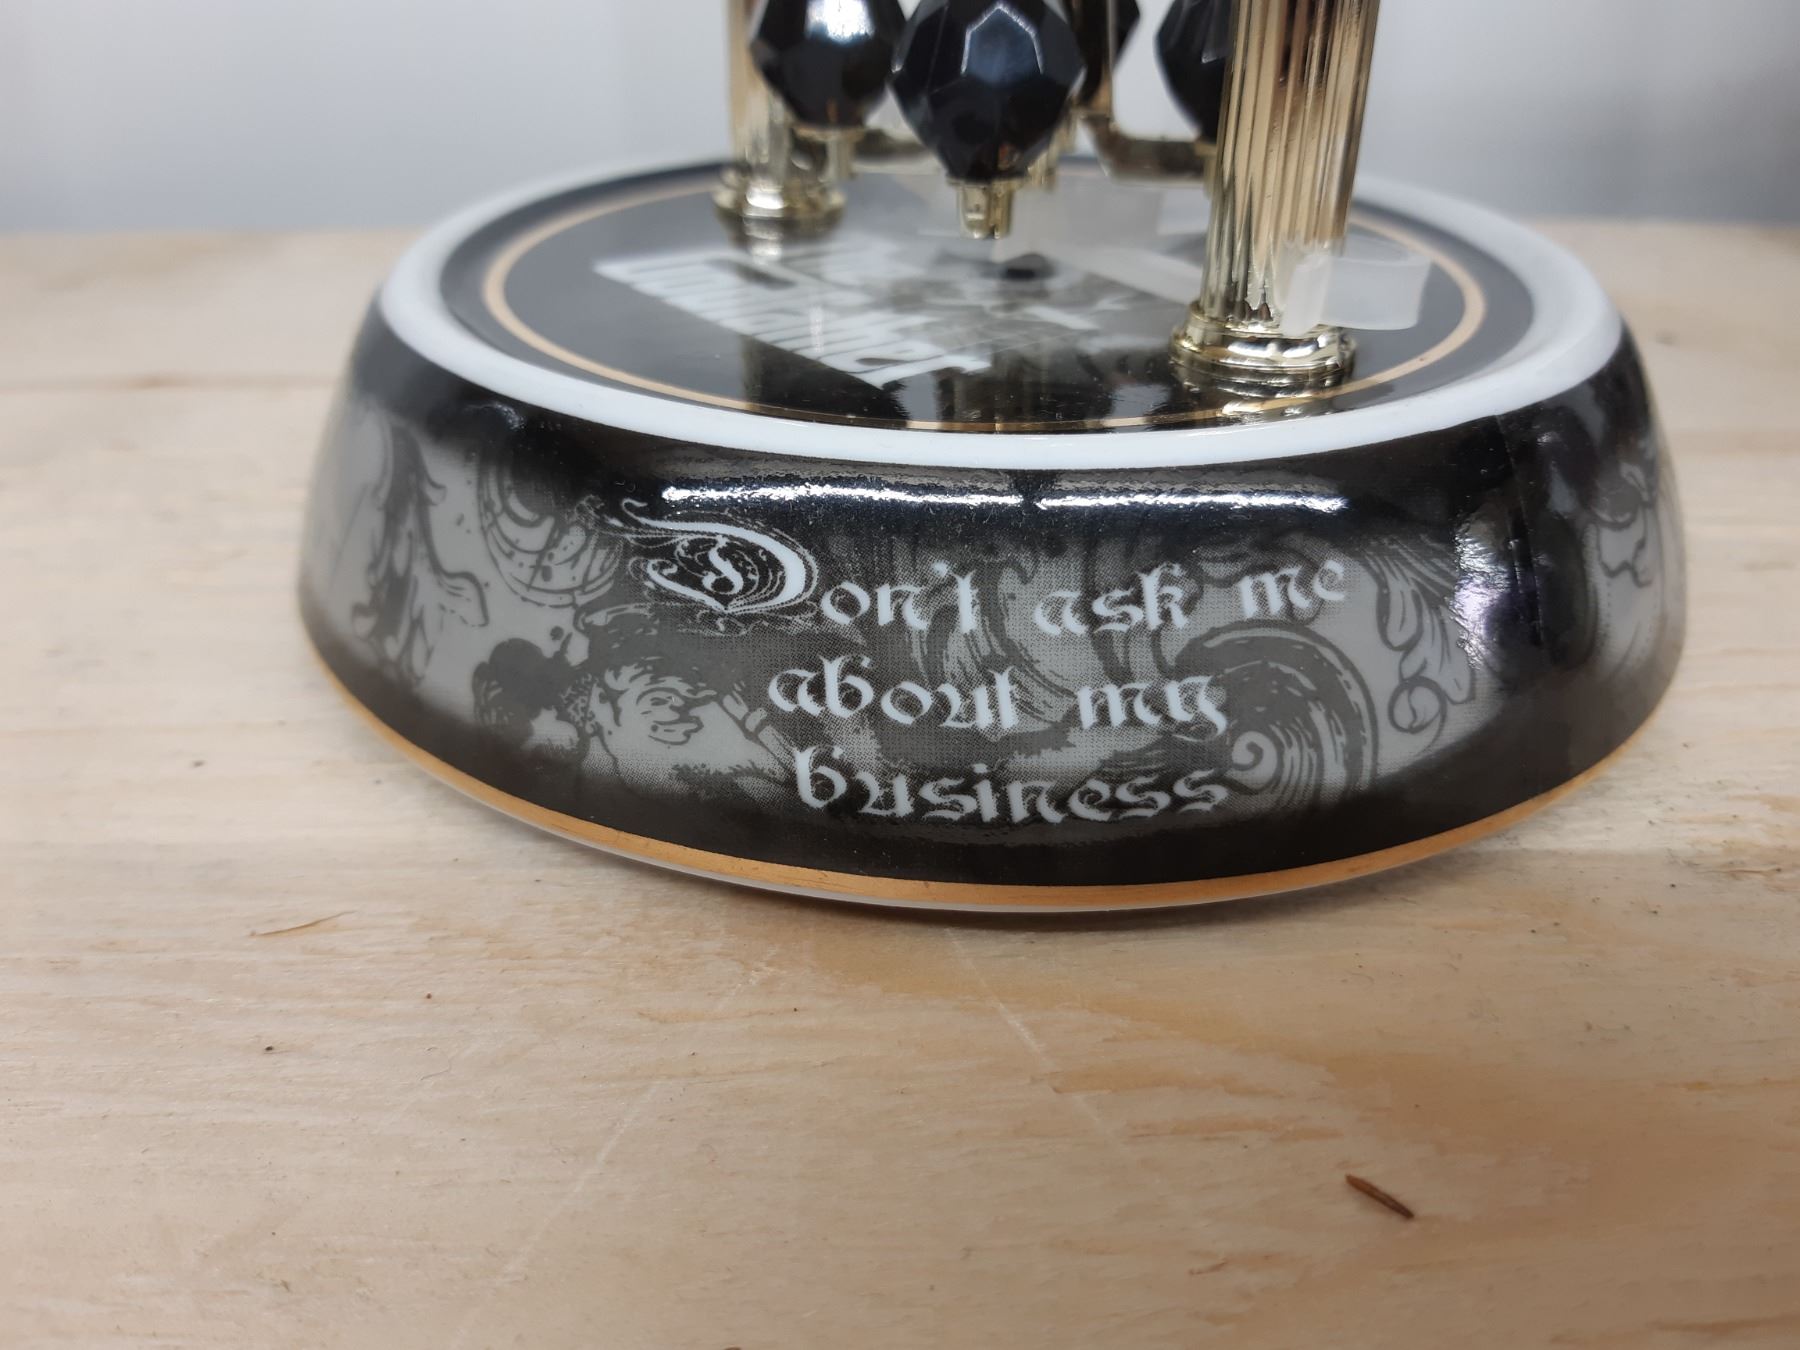 Don't ask me
about my
business